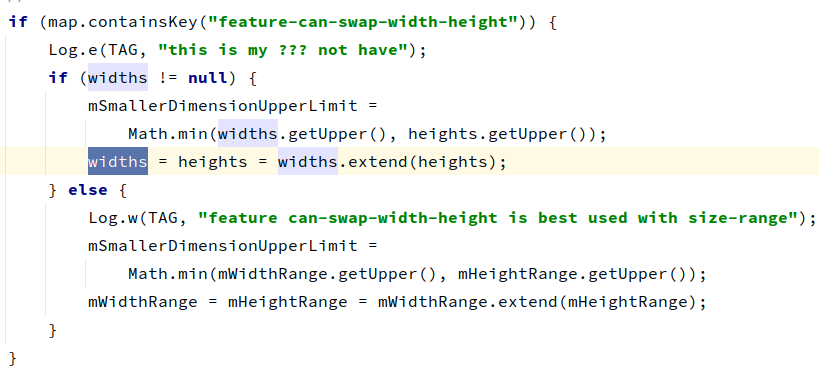 if (map.containsKey("feature-can-swap-width-height")) {
Log.e(TAG, "this is my ??? not have");
if (widths != null) {
mSmallerDimensionUpperLimit =
Math.min(widths.getUpper(), heights.getUpper());
widths = heights = widths.extend(heights);
} else {
Log.w(TAG, "feature can-swap-width-height is best used with size-range");
mSmallerDimensionUpperLimit =
Math.min(mWidthRange.getUpper(), mHeightRange.getUpper());
mWidthRange = mHeightRange = mWidthRange.extend(mHeightRange);
}
}